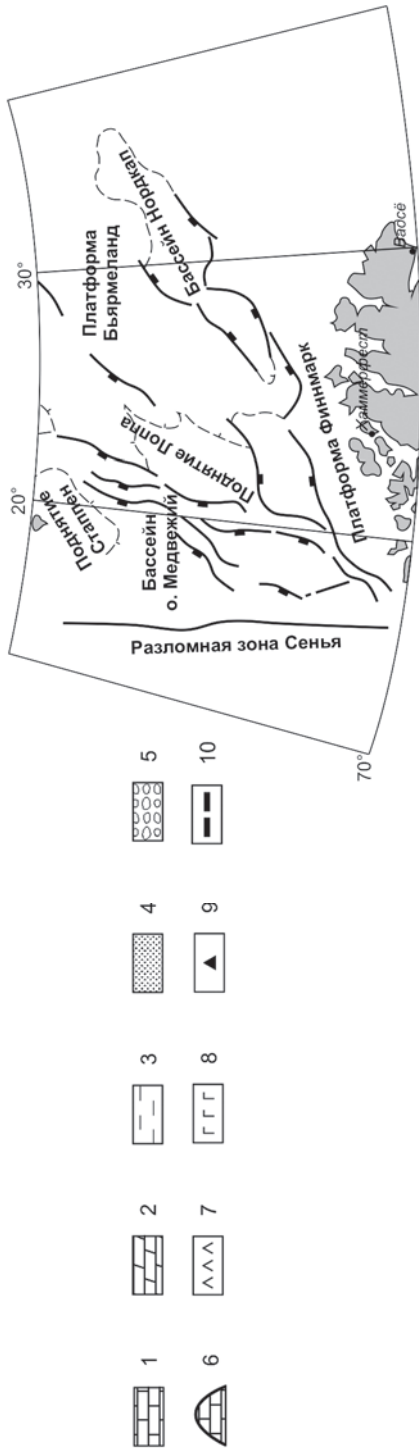 20°
30°
70°
Поднятие
Стаппен
Бассейн
о. Медвежий
Поднятие Лоппа
Платформа
Бьярмеланд
Бассейн Нордкап
Платформа Финнмарк
Хаммерфест
Вадсё
Разломная зона Сенья
1
2
3
4
5
6
7
8
9
10